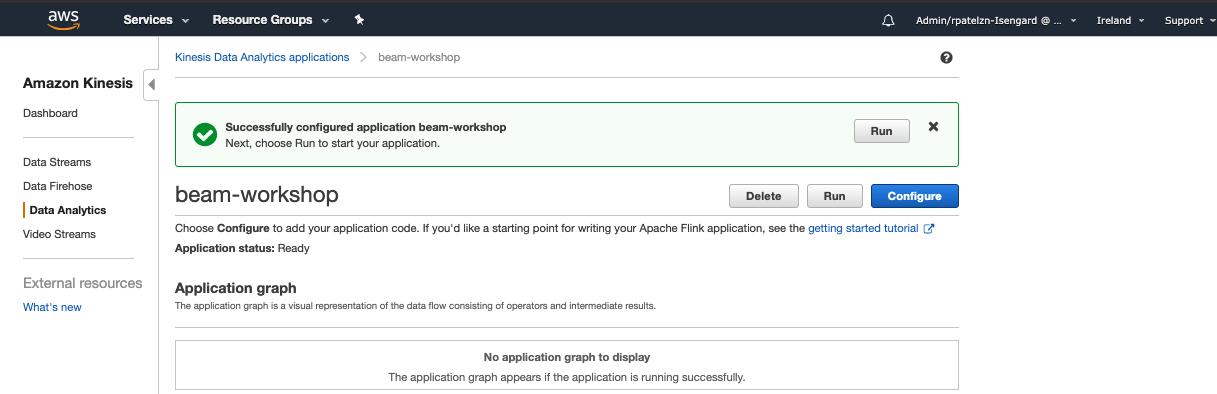 aws Services Resource Groups Admin/rpatelzn-Isengard @ ... Ireland Support
Kinesis Data Analytics applications > beam-workshop
Amazon Kinesis
Dashboard
Data Streams
Data Firehose
Data Analytics
Video Streams
External resources
What's new
Successfully configured application beam-workshop
Next, choose Run to start your application.
Run
beam-workshop
Delete Run Configure
Choose Configure to add your application code. If you'd like a starting point for writing your Apache Flink application, see the getting started tutorial
Application status: Ready
Application graph
The application graph is a visual representation of the data flow consisting of operators and intermediate results.
No application graph to display
The application graph appears if the application is running successfully.